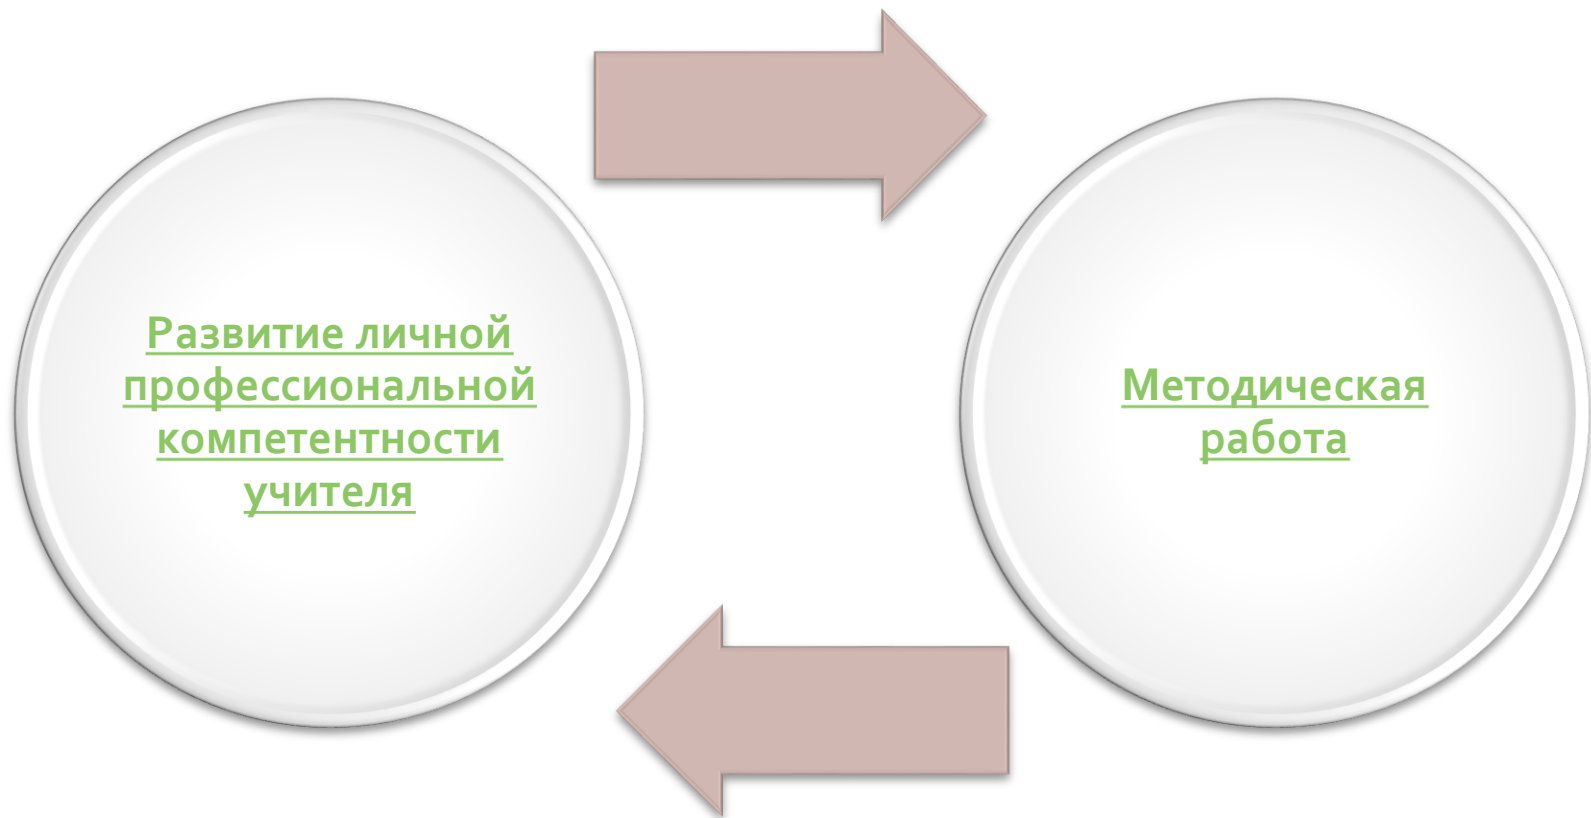 Развитие личной
профессиональной
компетентности
учителя
Методическая
работа